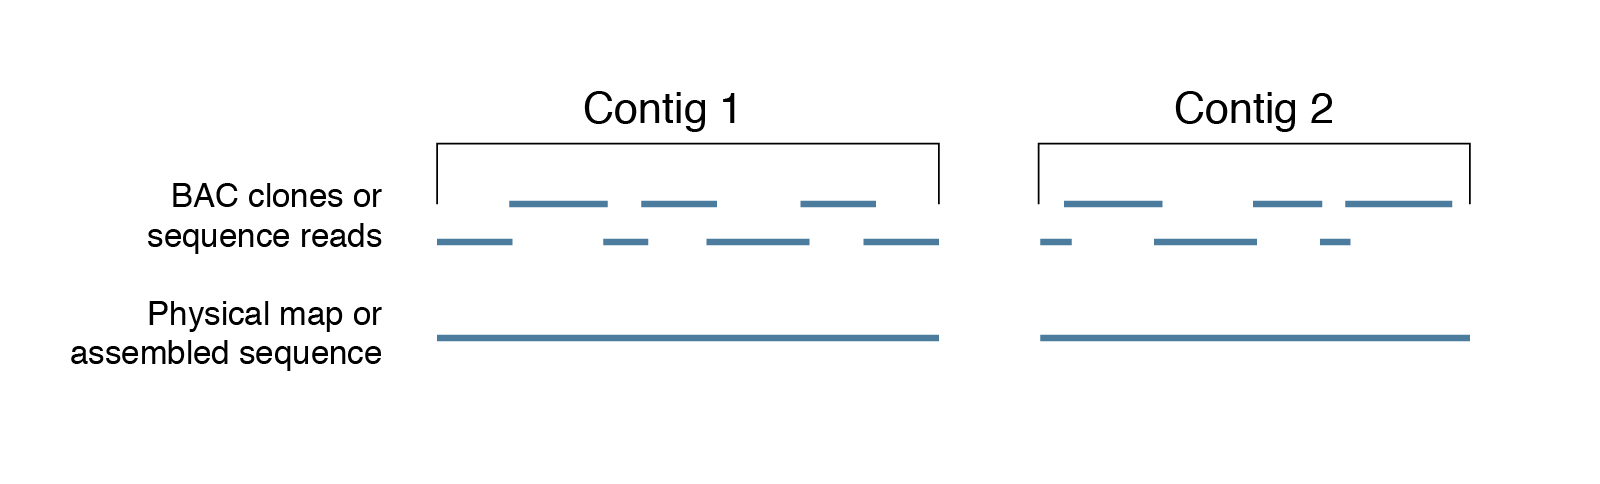 Contig 1
Contig 2
BAC clones or
sequence reads
Physical map or
assembled sequence